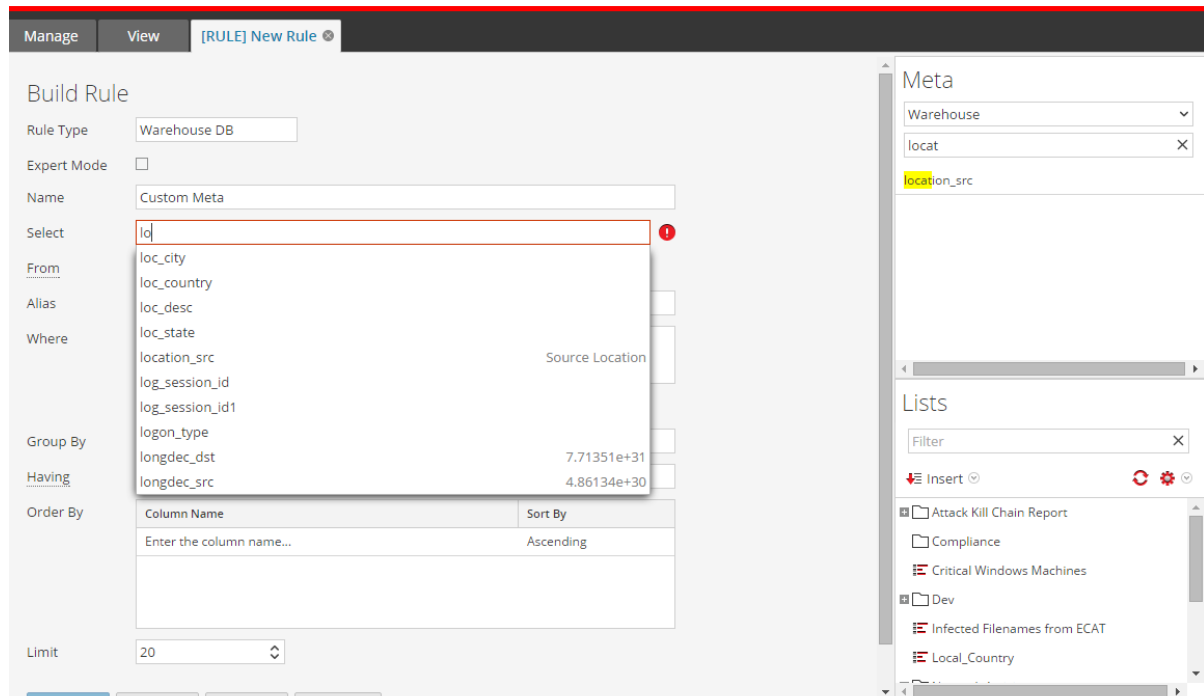 Manage View [RULE] New Rule
Build Rule
Rule Type Warehouse DB
Expert Mode
Name Custom Meta
Select lo
loc_city
From
loc_country
Alias
loc_desc
loc_state
Where
location_src Source Location
log_session_id
log_session_id1
logon_type
Group By
longdec_dst 7.71351e+31
Having
longdec_src 4.86134e+30
Order By
Column Name Sort By
Enter the column name... Ascending
Limit 20
Meta
Warehouse
locat
location_src
Lists
Filter
Insert
Attack Kill Chain Report
Compliance
Critical Windows Machines
Dev
Infected Filenames from ECAT
Local_Country